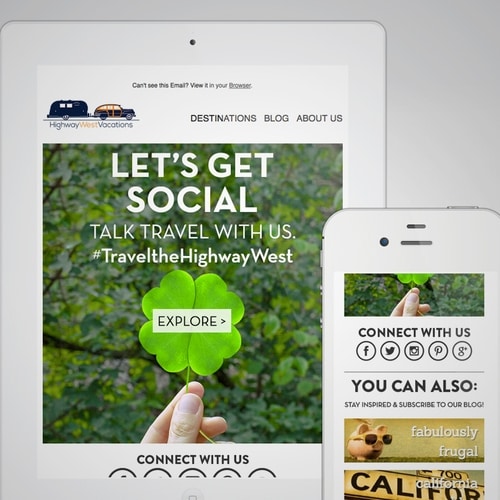 Can't see this Email? View it in your Browser.
HighwayWestVacations
DESTINATIONS BLOG ABOUT US
LET'S GET
SOCIAL
TALK TRAVEL WITH US.
#TraveltheHighwayWest
EXPLORE >
CONNECT WITH US
CONNECT WITH US
YOU CAN ALSO:
STAY INSPIRED & SUBSCRIBE TO OUR BLOG!
fabulously
frugal
700
CALIF
california